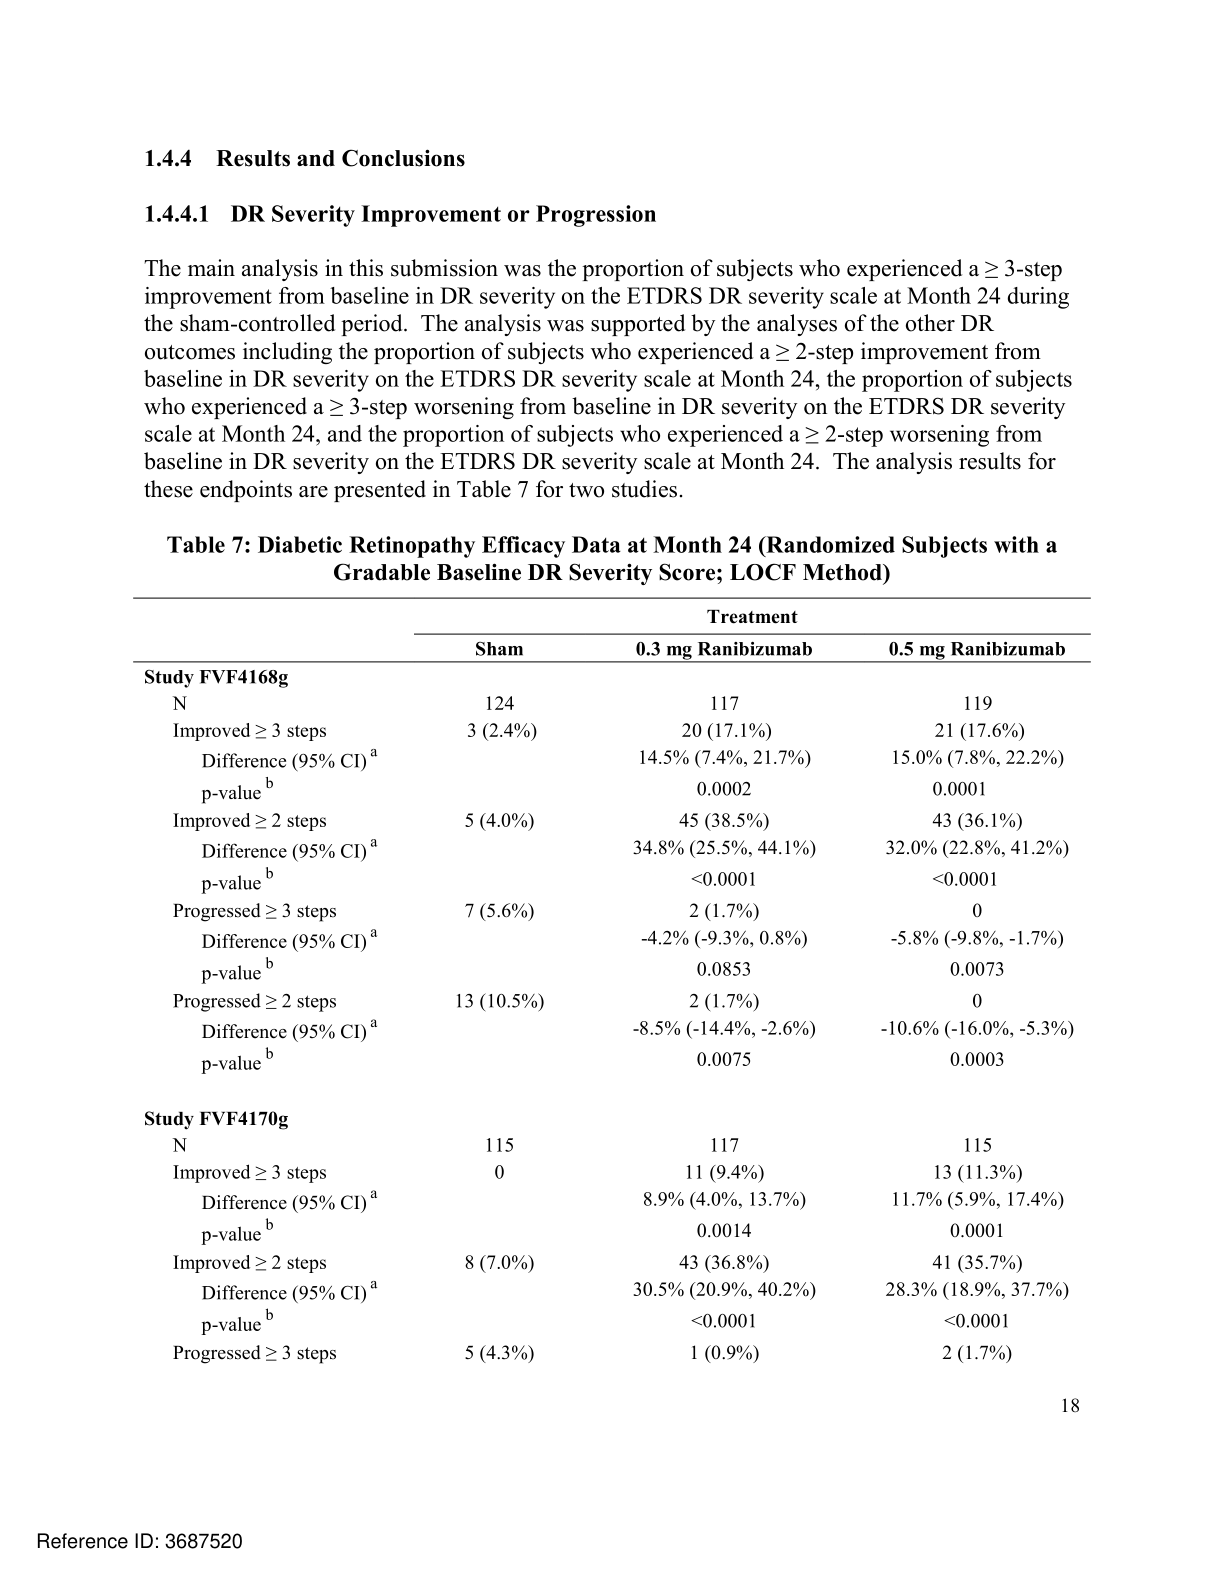 1.4.4 Results and Conclusions
1.4.4.1 DR Severity Improvement or Progression
The main analysis in this submission was the proportion of subjects who experienced a ≥ 3-step
improvement from baseline in DR severity on the ETDRS DR severity scale at Month 24 during
the sham-controlled period. The analysis was supported by the analyses of the other DR
outcomes including the proportion of subjects who experienced a ≥ 2-step improvement from
baseline in DR severity on the ETDRS DR severity scale at Month 24, the proportion of subjects
who experienced a ≥ 3-step worsening from baseline in DR severity on the ETDRS DR severity
scale at Month 24, and the proportion of subjects who experienced a ≥ 2-step worsening from
baseline in DR severity on the ETDRS DR severity scale at Month 24. The analysis results for
these endpoints are presented in Table 7 for two studies.
Table 7: Diabetic Retinopathy Efficacy Data at Month 24 (Randomized Subjects with a
Gradable Baseline DR Severity Score; LOCF Method)
Treatment
Sham 0.3 mg Ranibizumab 0.5 mg Ranibizumab
Study FVF4168g
N 124 117 119
Improved ≥ 3 steps 3 (2.4%) 20 (17.1%) 21 (17.6%)
Difference (95% CI) a 14.5% (7.4%, 21.7%) 15.0% (7.8%, 22.2%)
p-value b 0.0002 0.0001
Improved ≥ 2 steps 5 (4.0%) 45 (38.5%) 43 (36.1%)
Difference (95% CI) a 34.8% (25.5%, 44.1%) 32.0% (22.8%, 41.2%)
p-value b <0.0001 <0.0001
Progressed ≥ 3 steps 7 (5.6%) 2 (1.7%) 0
Difference (95% CI) a -4.2% (-9.3%, 0.8%) -5.8% (-9.8%, -1.7%)
p-value b 0.0853 0.0073
Progressed ≥ 2 steps 13 (10.5%) 2 (1.7%) 0
Difference (95% CI) a -8.5% (-14.4%, -2.6%) -10.6% (-16.0%, -5.3%)
p-value b 0.0075 0.0003
Study FVF4170g
N 115 117 115
Improved ≥ 3 steps 0 11 (9.4%) 13 (11.3%)
Difference (95% CI) a 8.9% (4.0%, 13.7%) 11.7% (5.9%, 17.4%)
p-value b 0.0014 0.0001
Improved ≥ 2 steps 8 (7.0%) 43 (36.8%) 41 (35.7%)
Difference (95% CI) a 30.5% (20.9%, 40.2%) 28.3% (18.9%, 37.7%)
p-value b <0.0001 <0.0001
Progressed ≥ 3 steps 5 (4.3%) 1 (0.9%) 2 (1.7%)
18
Reference ID: 3687520